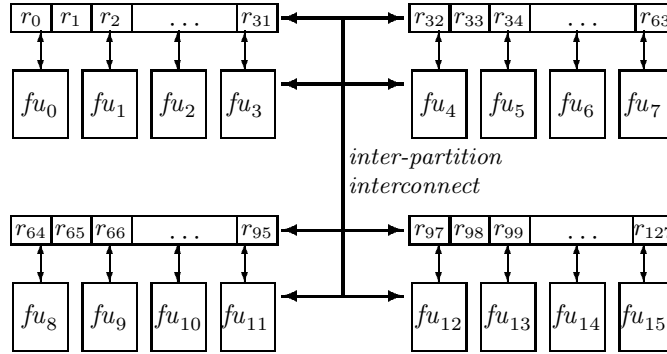 r0 r1 r2 ... r31 r32 r33 r34 ... r63
fu0 fu1 fu2 fu3 fu4 fu5 fu6 fu7
inter-partition
interconnect
r64 r65 r66 ... r95 r97 r98 r99 ... r127
fu8 fu9 fu10 fu11 fu12 fu13 fu14 fu15